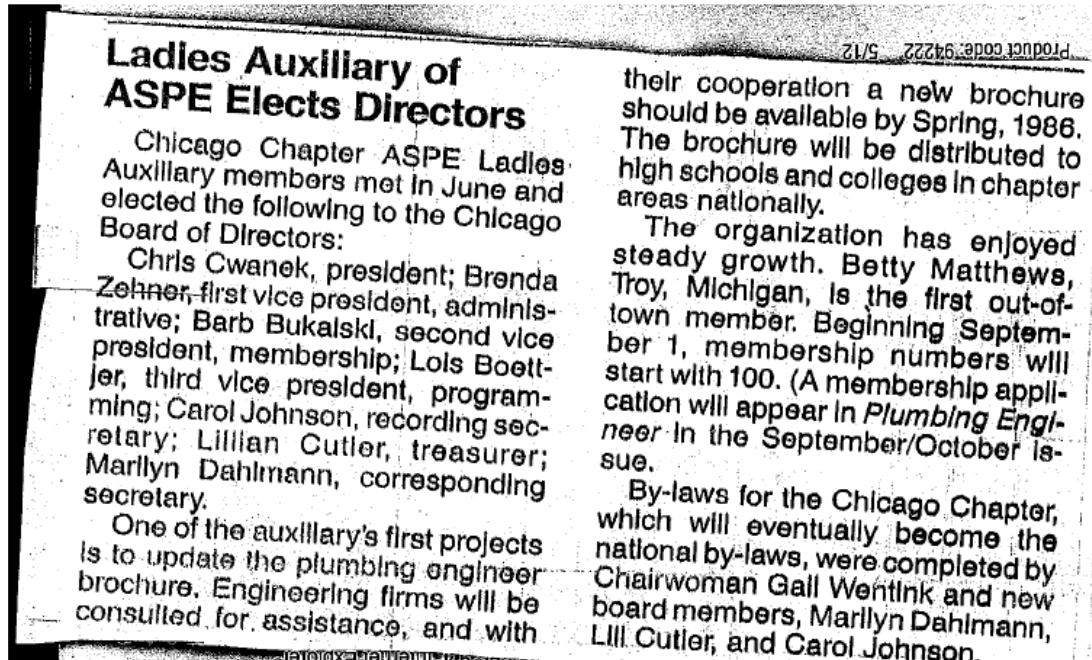 Product code: 94222 5/12
Ladies Auxiliary of
ASPE Elects Directors
Chicago Chapter ASPE Ladies
Auxiliary members met in June and
elected the following to the Chicago
Board of Directors:
Chris Cwanek, president; Brenda
Zehner, first vice president, adminis-
trative; Barb Bukalski, second vice
president, membership; Lois Boett-
jer, third vice president, program-
ming; Carol Johnson, recording sec-
retary; Lillian Cutler, treasurer;
Marilyn Dahlmann, corresponding
secretary.
One of the auxiliary's first projects
is to update the plumbing engineer
brochure. Engineering firms will be
consulted for assistance, and with
their cooperation a new brochure
should be available by Spring, 1986.
The brochure will be distributed to
high schools and colleges in chapter
areas nationally.
The organization has enjoyed
steady growth. Betty Matthews,
Troy, Michigan, is the first out-of-
town member. Beginning Septem-
ber 1, membership numbers will
start with 100. (A membership appli-
cation will appear in Plumbing Engi-
neer in the September/October is-
sue.
By-laws for the Chicago Chapter,
which will eventually become the
national by-laws, were completed by
Chairwoman Gail Wentink and new
board members, Marilyn Dahlmann,
Lill Cutler, and Carol Johnson.